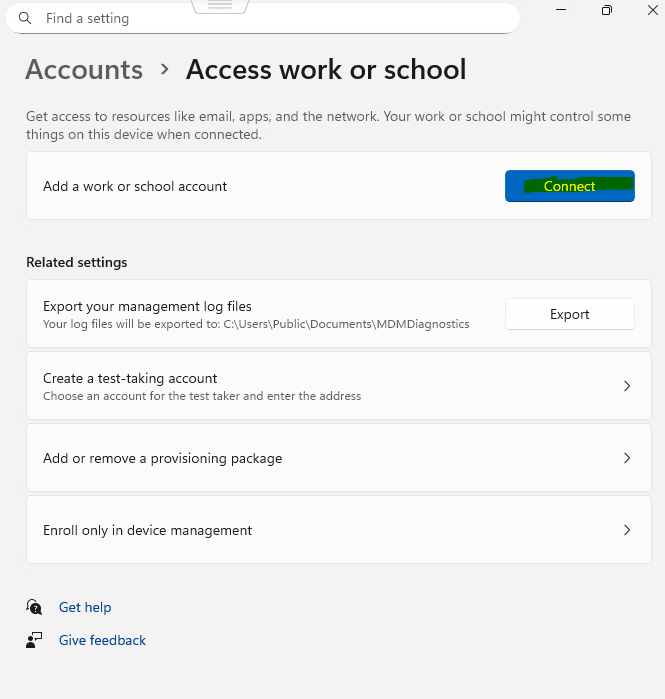 Find a setting
Accounts > Access work or school
Get access to resources like email, apps, and the network. Your work or school might control some
things on this device when connected.
Add a work or school account
Connect
Related settings
Export your management log files
Your log files will be exported to: C:\Users\Public\Documents\MDMDiagnostics
Export
Create a test-taking account
Choose an account for the test taker and enter the address
Add or remove a provisioning package
Enroll only in device management
Get help
Give feedback